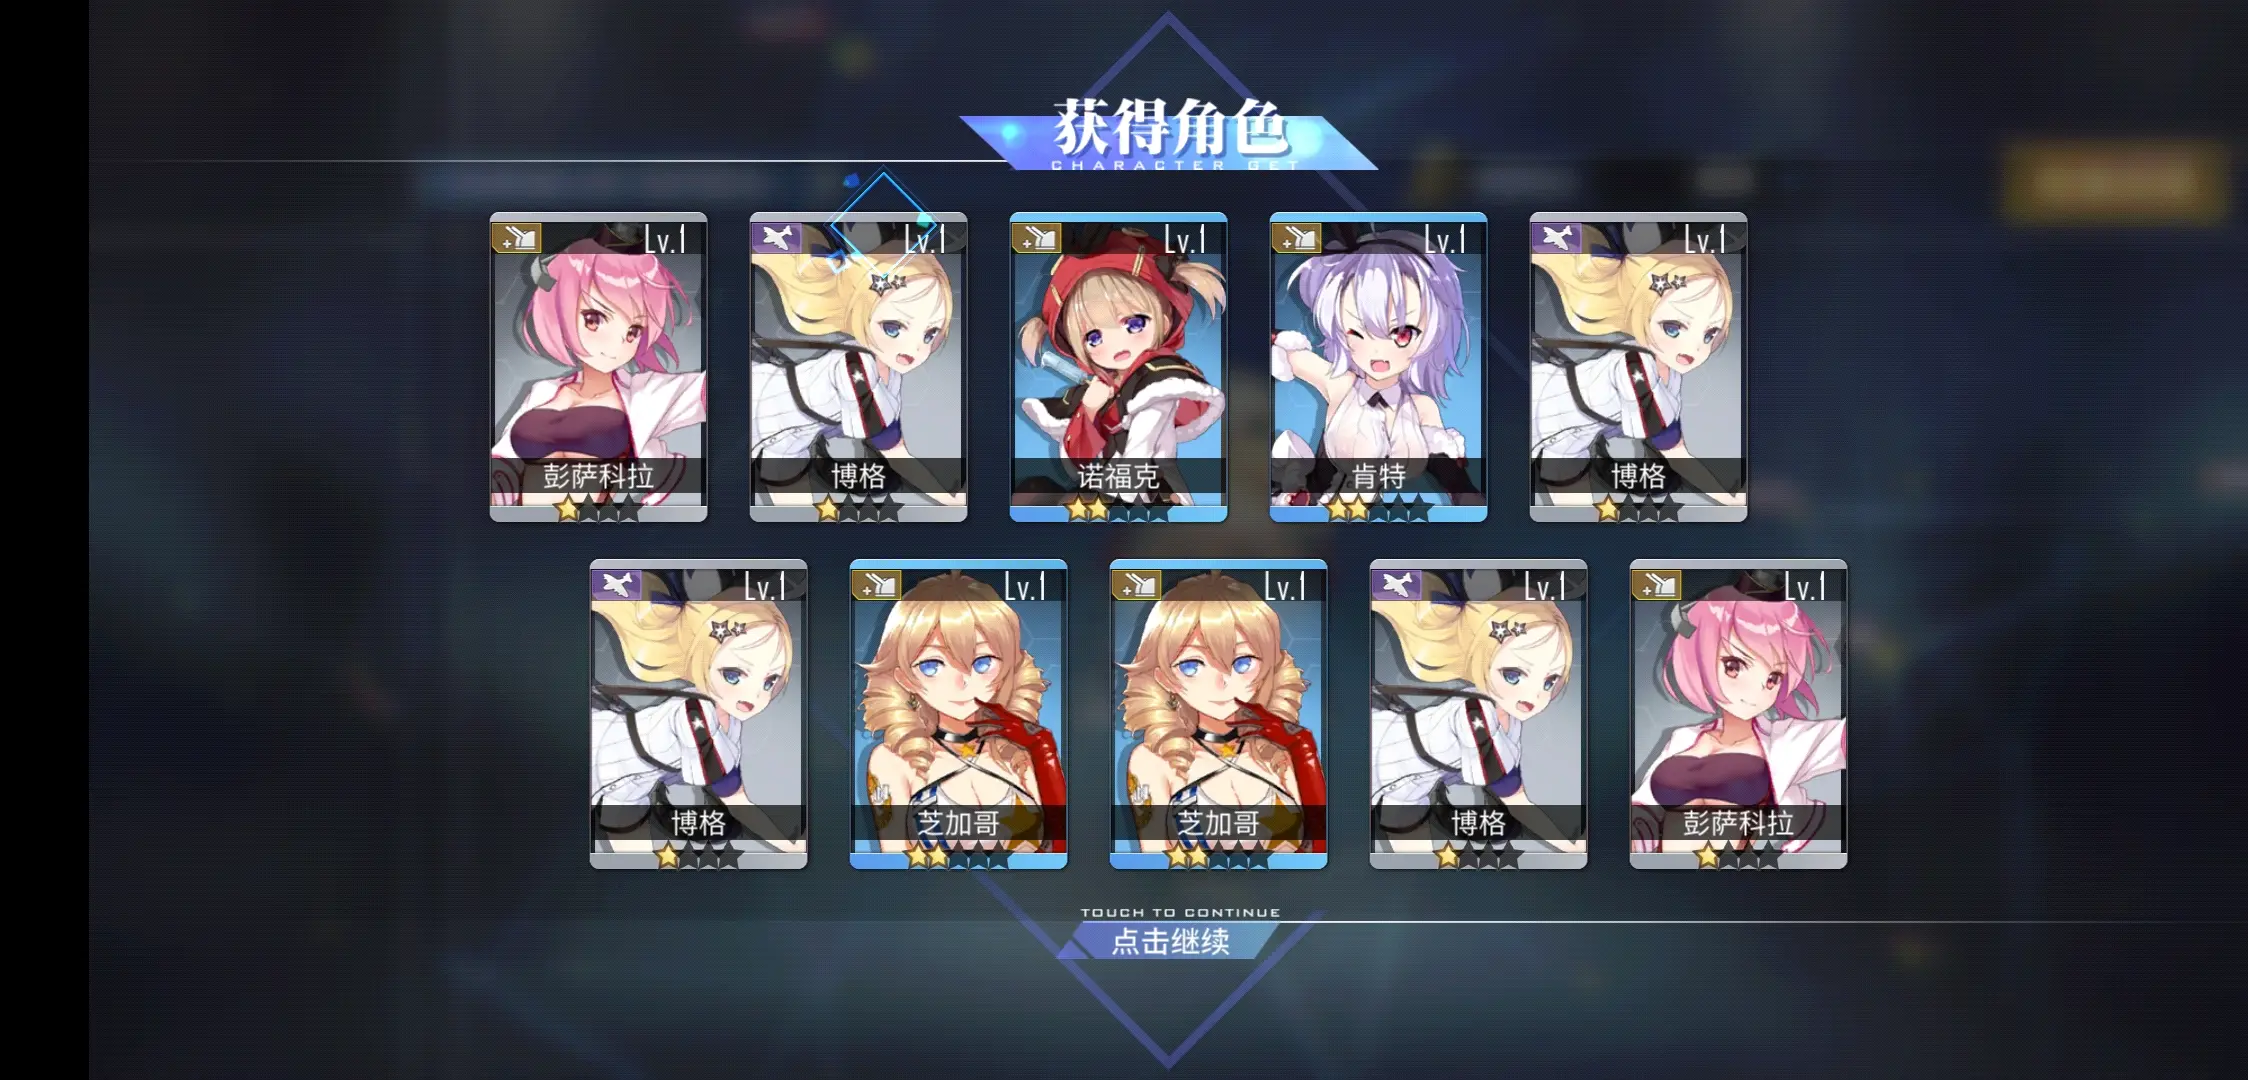 获得角色
CHARACTER GET
Lv.1
Lv.1
Lv.1
Lv.1
Lv.1
彭萨科拉
博格
诺福克
肯特
博格
Lv.1
Lv.1
Lv.1
Lv.1
Lv.1
博格
芝加哥
芝加哥
博格
彭萨科拉
TOUCH TO CONTINUE
点击继续